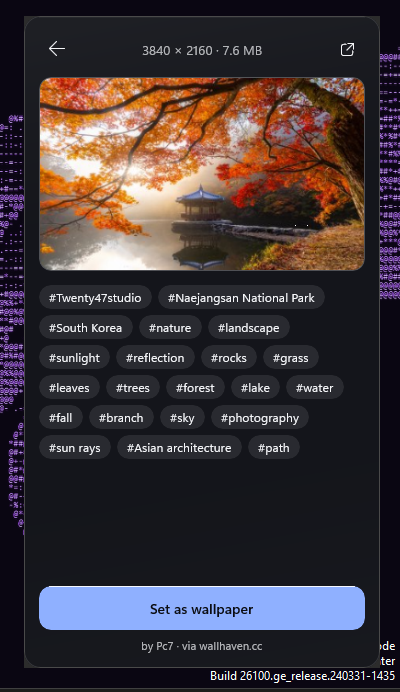 3840 × 2160 · 7.6 MB
#Twenty47studio #Naejangsan National Park
#South Korea #nature #landscape
#sunlight #reflection #rocks #grass
#leaves #trees #forest #lake #water
#fall #branch #sky #photography
#sun rays #Asian architecture #path
Set as wallpaper
by Pc7 · via wallhaven.cc
Build 26100.ge_release.240331-1435